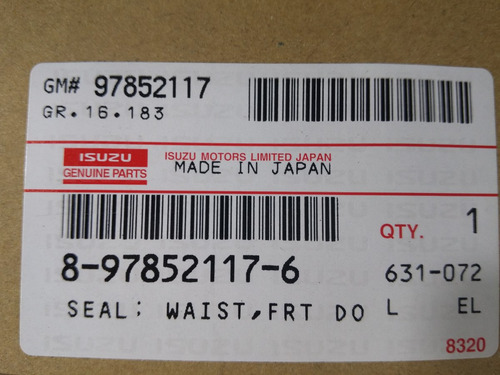 GM# 97852117
GR.16.183
ISUZU
GENUINE PARTS
ISUZU MOTORS LIMITED JAPAN
MADE IN JAPAN
QTY. 1
8-97852117-6
631-072
SEAL; WAIST,FRT DO L EL
8320